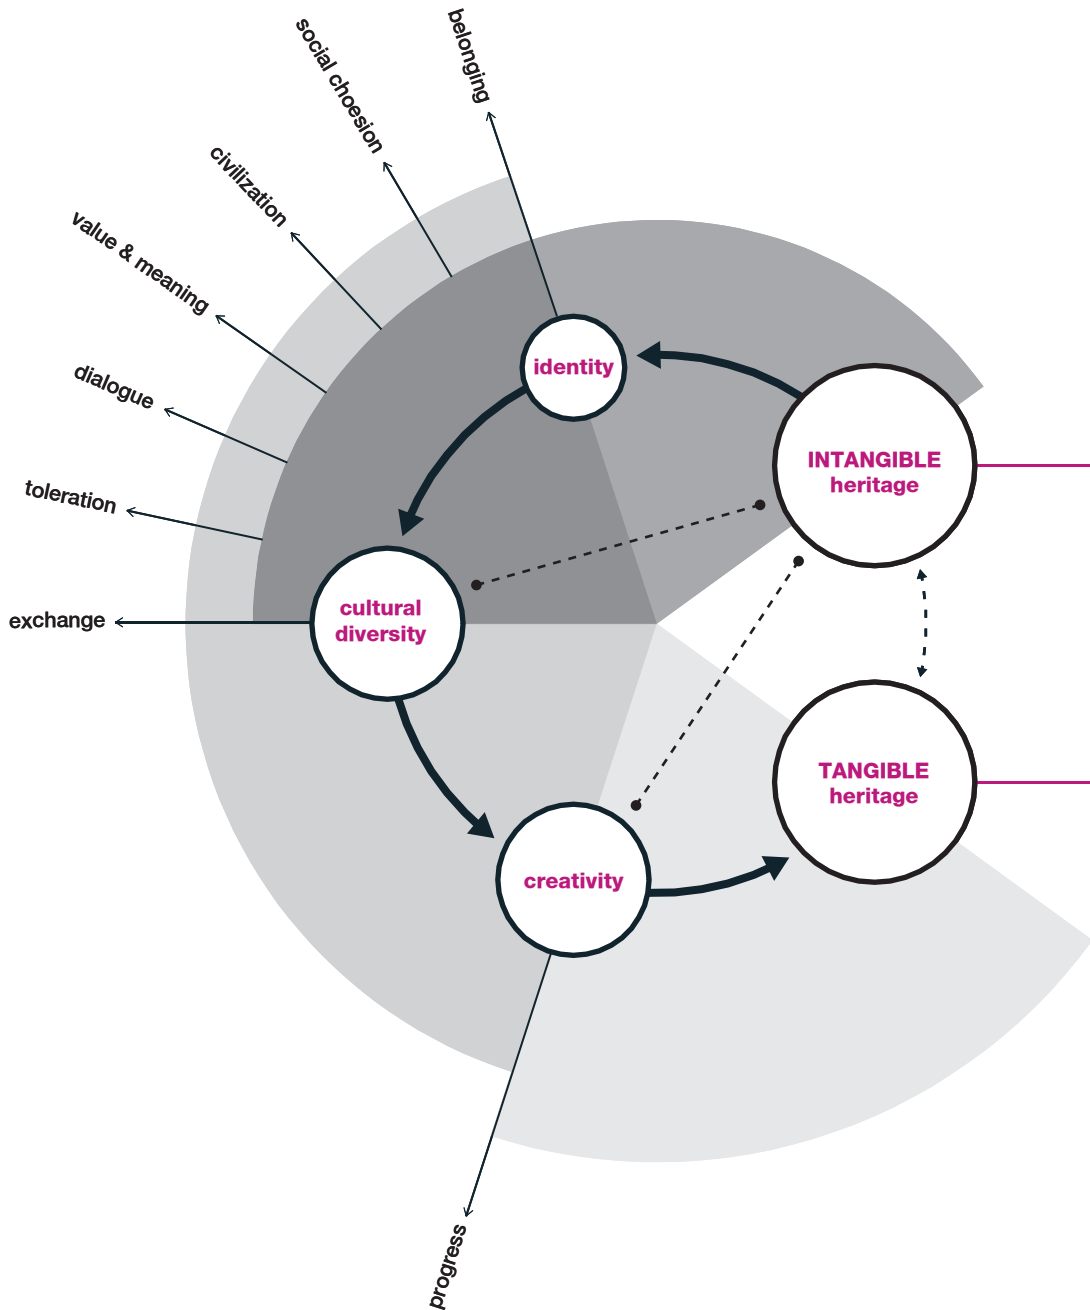 belonging
social choesion
civilization
value & meaning
dialogue
toleration
exchange
identity
INTANGIBLE
heritage
cultural
diversity
TANGIBLE
heritage
creativity
progress